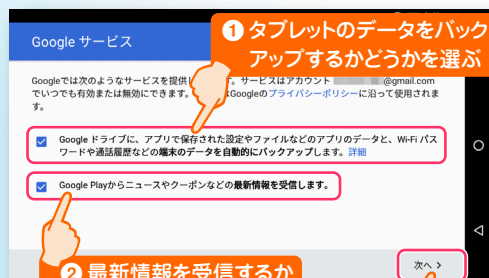 Google サービス
❶ タブレットのデータをバック
アップするかどうかを選ぶ
Googleでは次のようなサービスを提供し
す。サービスはアカウント
@gmail.com
でいつでも有効または無効にできます。
はGoogleのプライバシーポリシーに沿って使用されま
す。
Google ドライブに、アプリで保存された設定やファイルなどのアプリのデータと、Wi-Fi パス
ワードや通話履歴などの端末のデータを自動的にバックアップします。詳細
Google Playからニュースやクーポンなどの最新情報を受信します。
❷ 最新情報を受信するか
次へ >